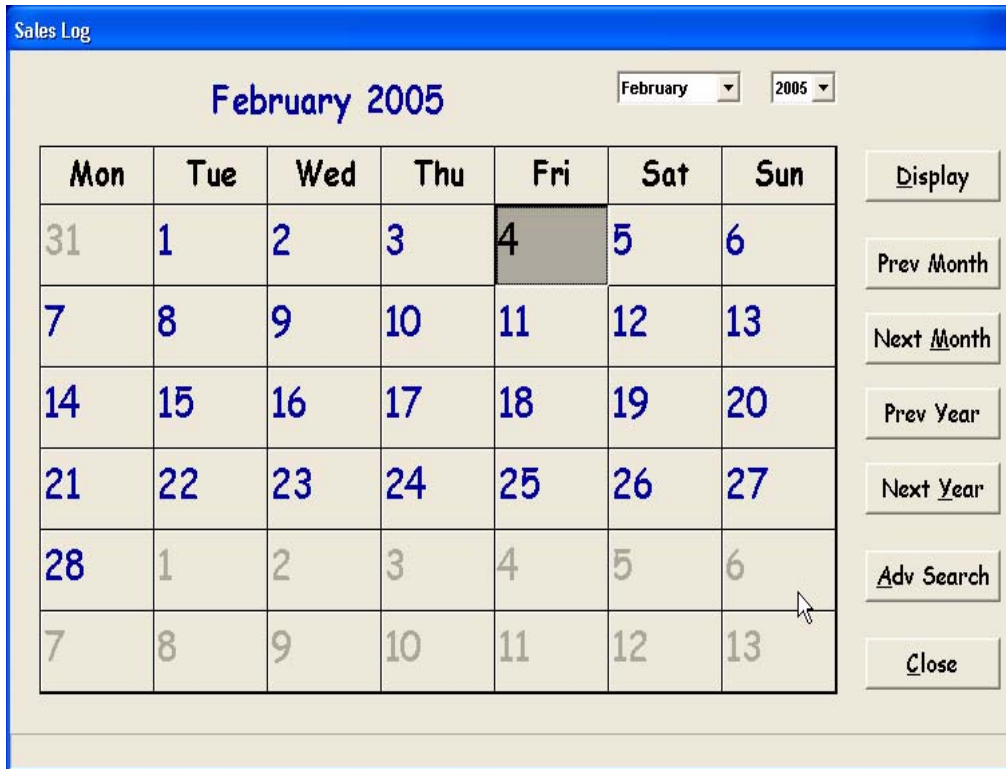 Sales Log
February 2005
February 2005
Mon Tue Wed Thu Fri Sat Sun
31 1 2 3 4 5 6
7 8 9 10 11 12 13
14 15 16 17 18 19 20
21 22 23 24 25 26 27
28 1 2 3 4 5 6
7 8 9 10 11 12 13
Display
Prev Month
Next Month
Prev Year
Next Year
Adv Search
Close